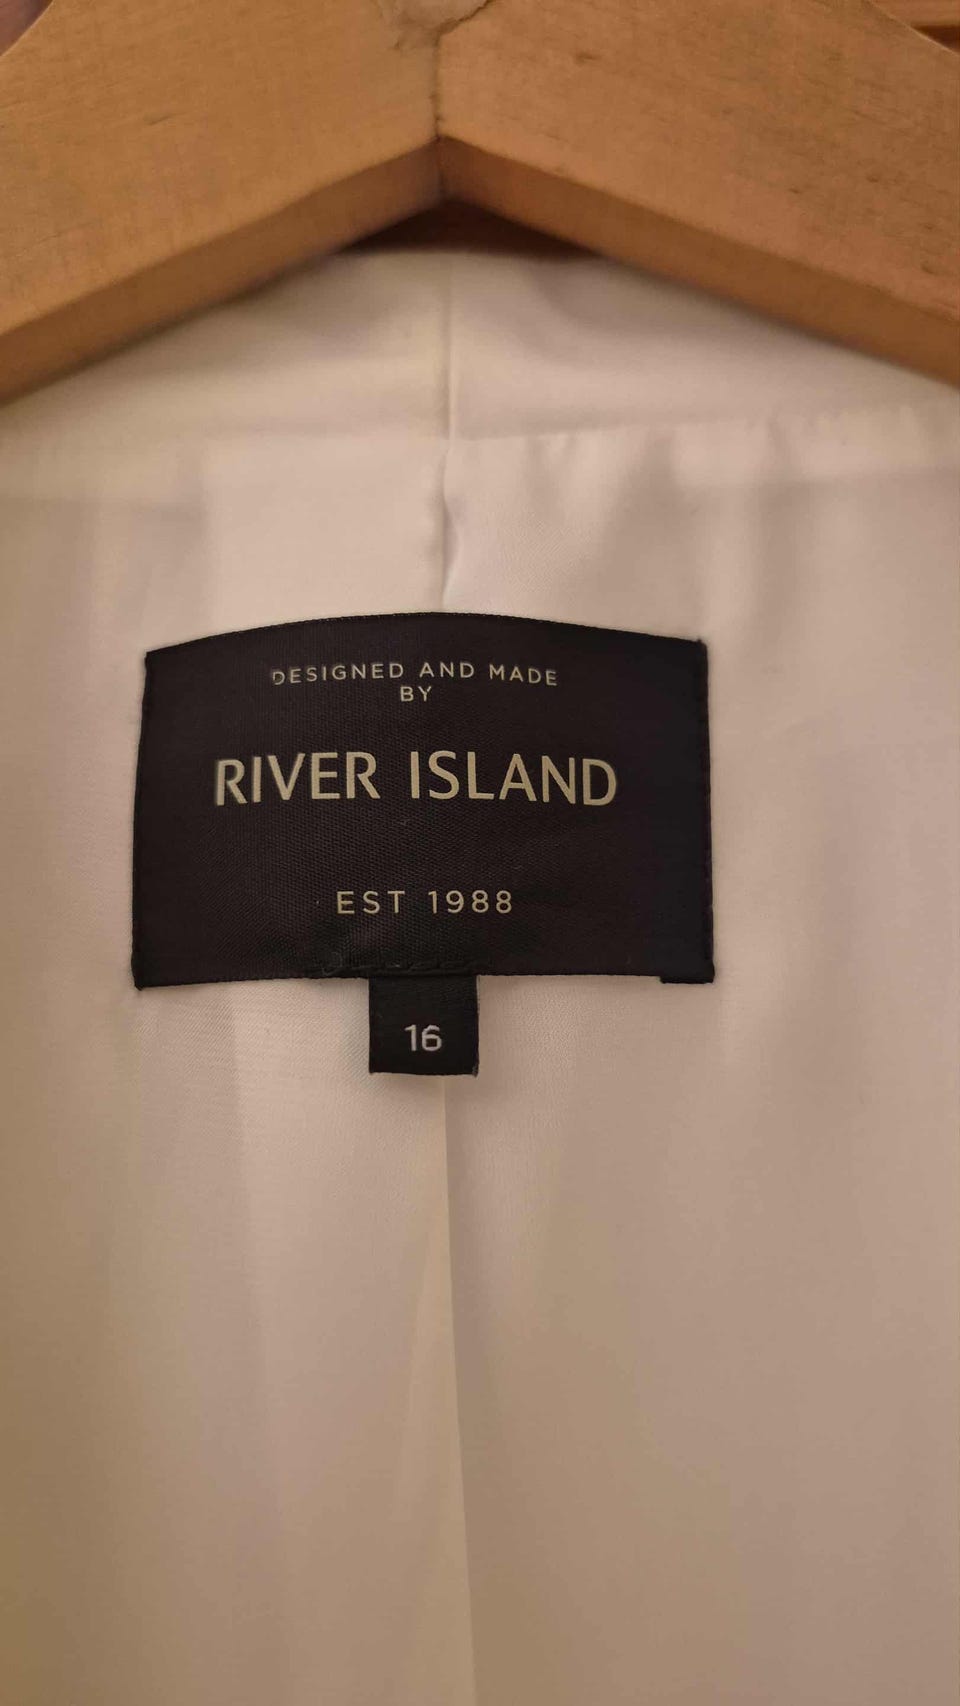 DESIGNED AND MADE
BY
RIVER ISLAND
EST 1988
16